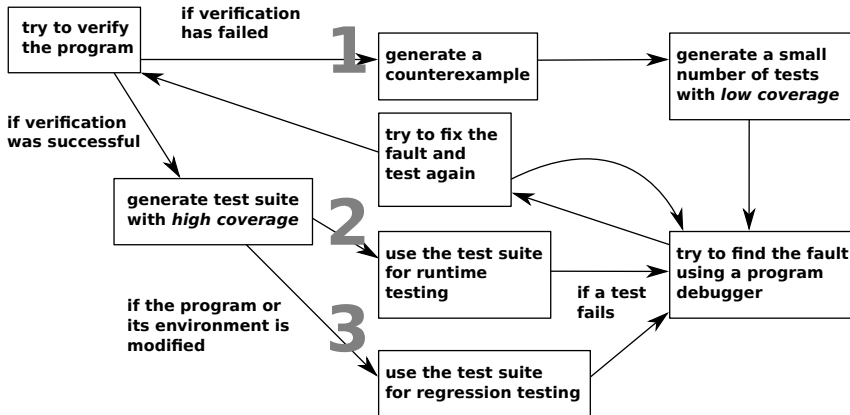 try to verify
the program
if verification
has failed
1
generate a
counterexample
generate a small
number of tests
with low coverage
if verification
was successful
try to fix the
fault and
test again
generate test suite
with high coverage
2
use the test suite
for runtime
testing
if a test
fails
try to find the fault
using a program
debugger
if the program or
its environment is
modified
3
use the test suite
for regression testing